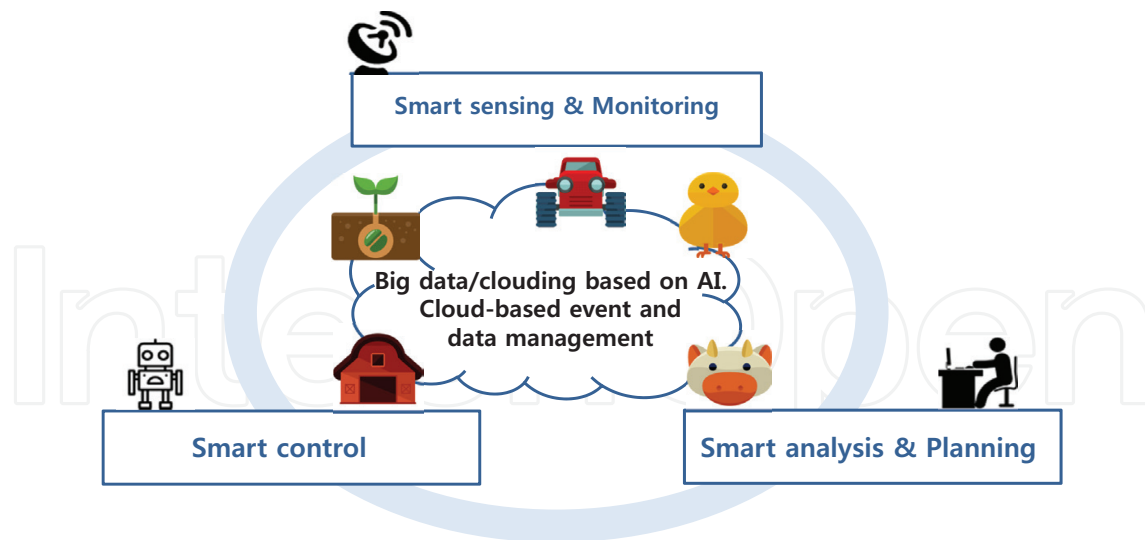 Smart sensing & Monitoring
Big data/clouding based on AI.
Cloud-based event and
data management
Smart control
Smart analysis & Planning
IntechOpen